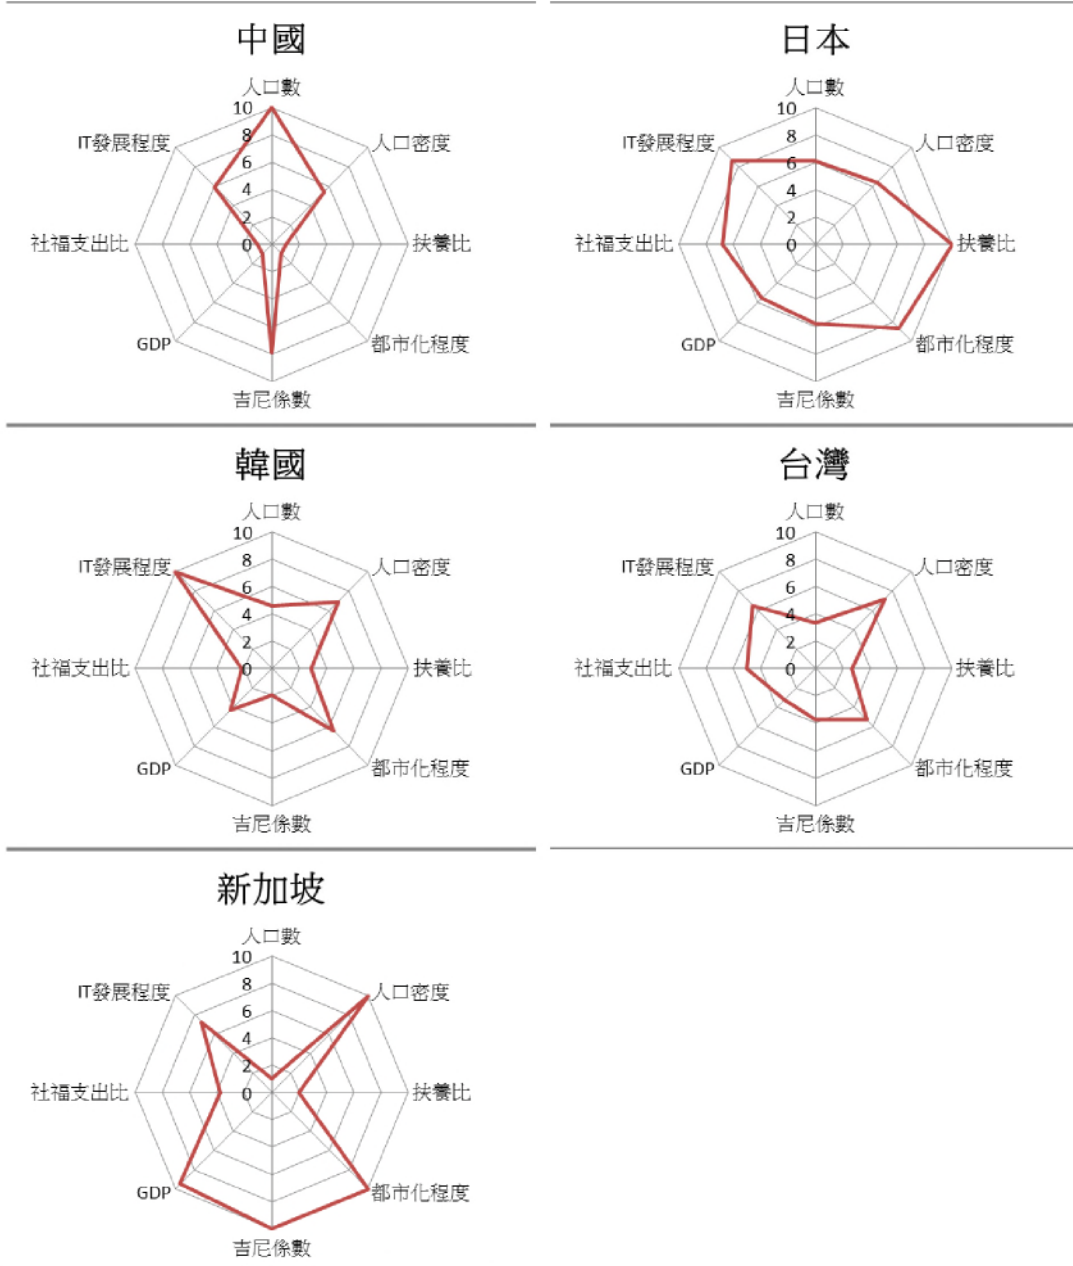 中國
人口數
10
8
6
4
2
0
人口密度
扶養比
都市化程度
吉尼係數
GDP
社福支出比
IT發展程度
日本
人口數
10
8
6
4
2
0
人口密度
扶養比
都市化程度
吉尼係數
GDP
社福支出比
IT發展程度
韓國
人口數
10
8
6
4
2
0
人口密度
扶養比
都市化程度
吉尼係數
GDP
社福支出比
IT發展程度
台灣
人口數
10
8
6
4
2
0
人口密度
扶養比
都市化程度
吉尼係數
GDP
社福支出比
IT發展程度
新加坡
人口數
10
8
6
4
2
0
人口密度
扶養比
都市化程度
吉尼係數
GDP
社福支出比
IT發展程度